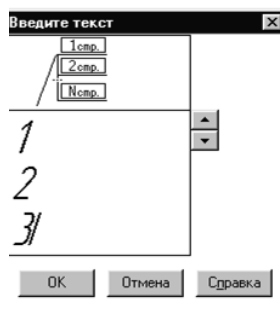 Введите текст
1стр.
2стр.
Nстр.
1
2
3
OK
Отмена
Справка